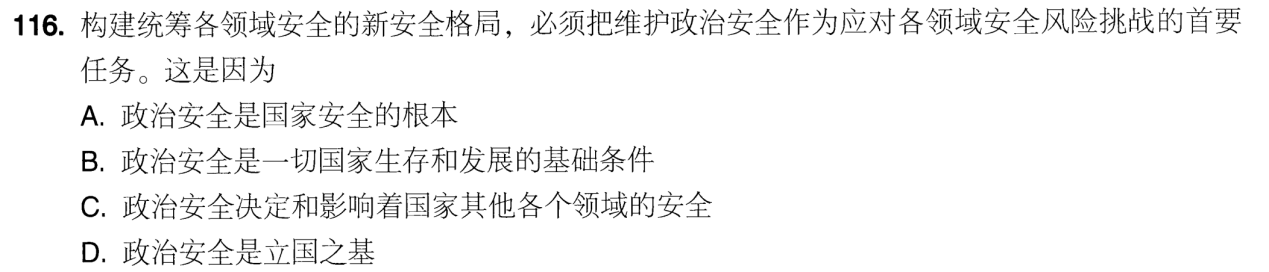 116. 构建统筹各领域安全的新安全格局，必须把维护政治安全作为应对各领域安全风险挑战的首要
任务。这是因为
A. 政治安全是国家安全的根本
B. 政治安全是一切国家生存和发展的基础条件
C. 政治安全决定和影响着国家其他各个领域的安全
D. 政治安全是立国之基